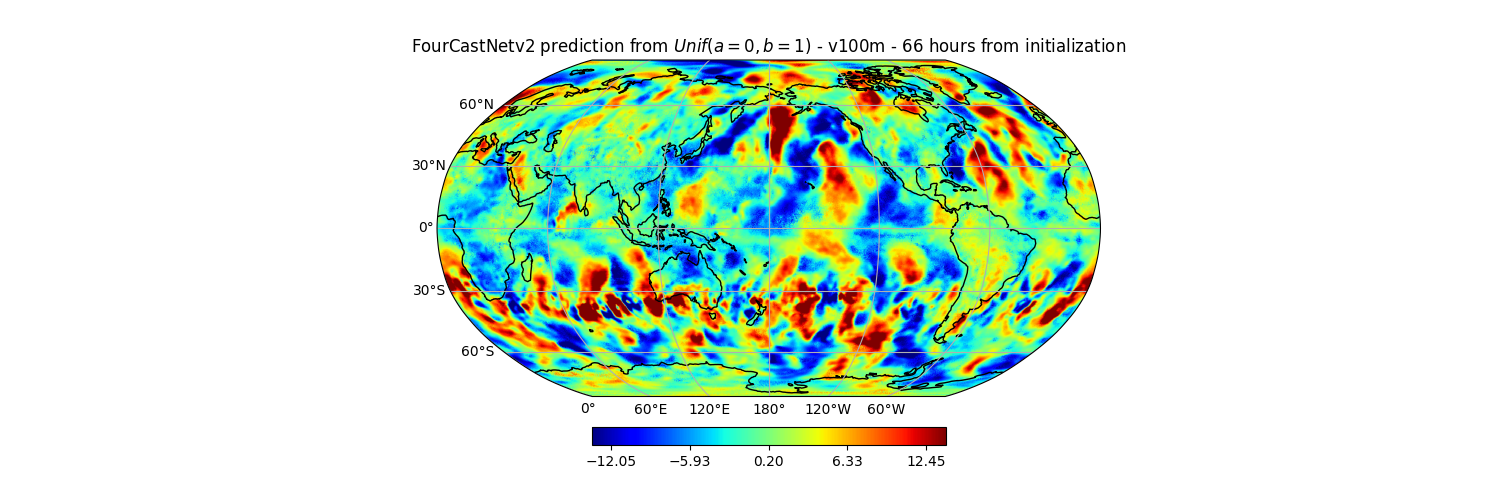 FourCastNetv2 prediction from Unif(a = 0, b = 1) - v100m - 66 hours from initialization
60°N
30°N
0°
30°S
60°S
0° 60°E 120°E 180° 120°W 60°W
−12.05 −5.93 0.20 6.33 12.45